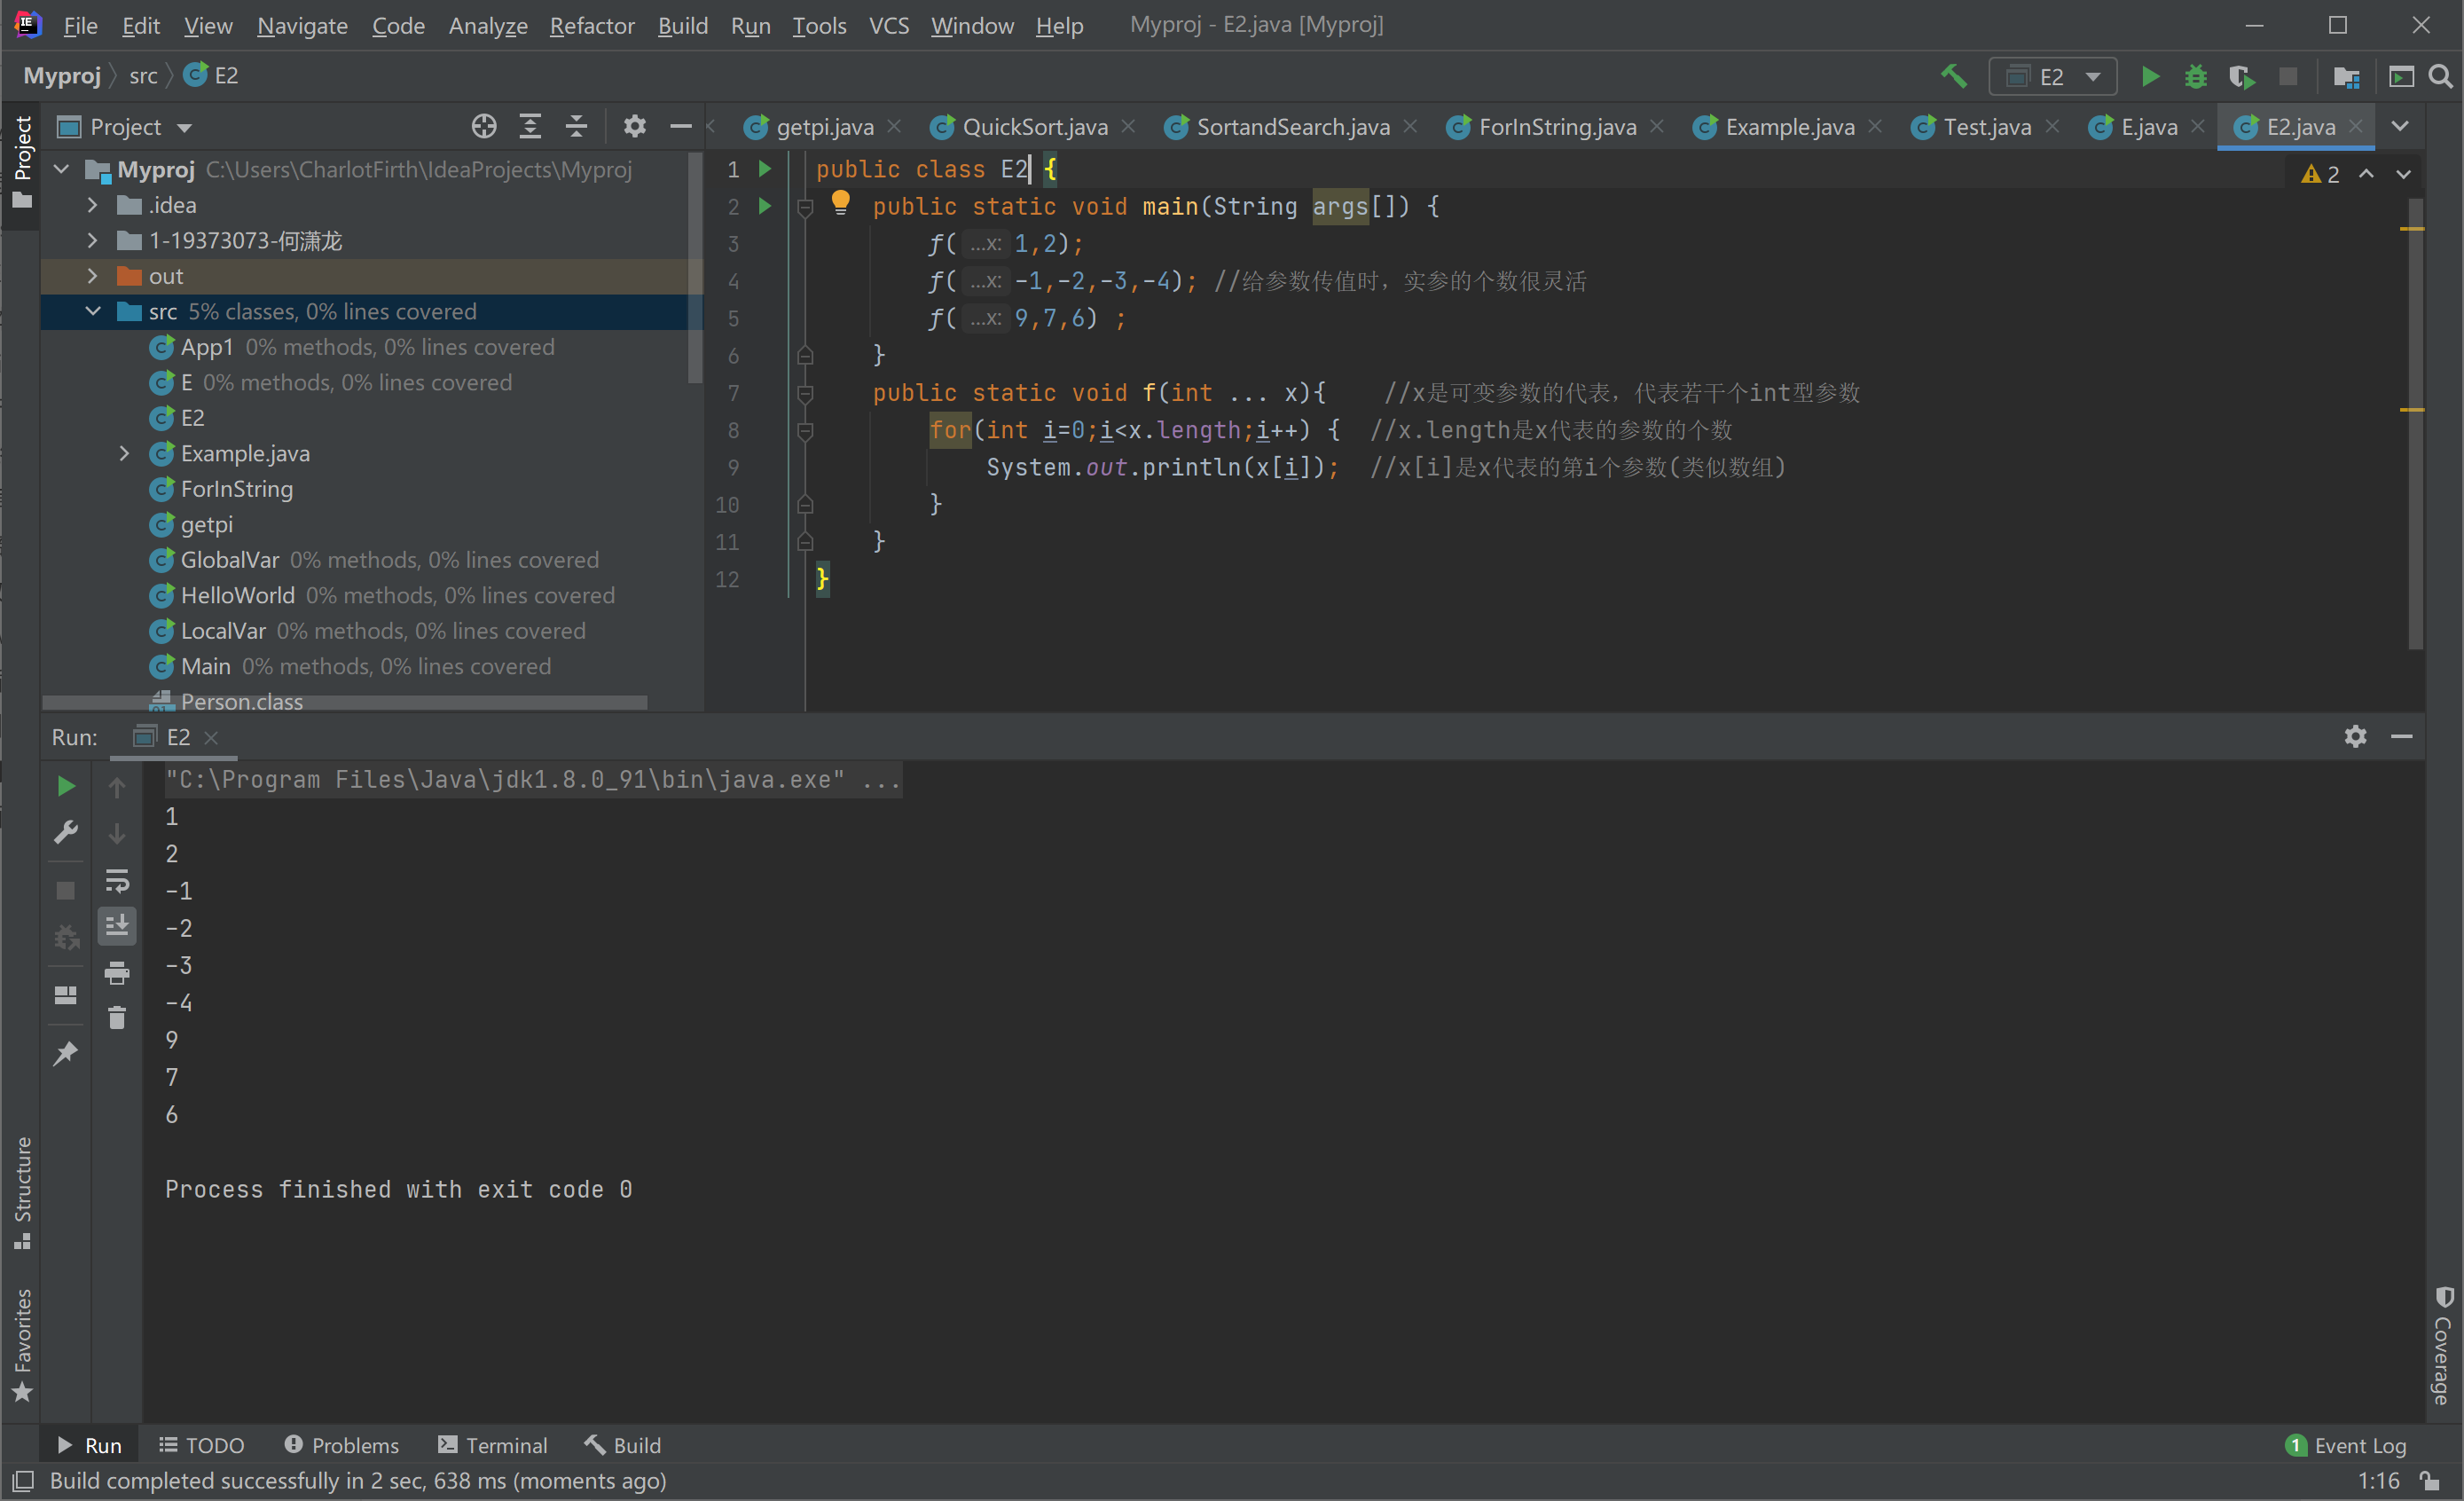 File Edit View Navigate Code Analyze Refactor Build Run Tools VCS Window Help Myproj - E2.java [Myproj]
Myproj src E2 E2
Project getpi.java QuickSort.java SortandSearch.java ForInString.java Example.java Test.java E.java E2.java
Project
Myproj C:\Users\CharlotFirth\IdeaProjects\Myproj
.idea
1-19373073-何潇龙
out
src 5% classes, 0% lines covered
App1 0% methods, 0% lines covered
E 0% methods, 0% lines covered
E2
Example.java
ForInString
getpi
GlobalVar 0% methods, 0% lines covered
HelloWorld 0% methods, 0% lines covered
LocalVar 0% methods, 0% lines covered
Main 0% methods, 0% lines covered
Person.class
2
1 public class E2 {
2 public static void main(String args[]) {
3 f( ...x: 1,2);
4 f( ...x: -1,-2,-3,-4); //给参数传值时，实参的个数很灵活
5 f( ...x: 9,7,6) ;
6 }
7 public static void f(int ... x){ //x是可变参数的代表，代表若干个int型参数
8 for(int i=0;i<x.length;i++) { //x.length是x代表的参数的个数
9 System.out.println(x[i]); //x[i]是x代表的第i个参数(类似数组)
10 }
11 }
12 }
Run: E2
"C:\Program Files\Java\jdk1.8.0_91\bin\java.exe" ...
1
2
-1
-2
-3
-4
9
7
6
Process finished with exit code 0
Structure
Favorites
Coverage
Run TODO Problems Terminal Build 1 Event Log
Build completed successfully in 2 sec, 638 ms (moments ago) 1:16